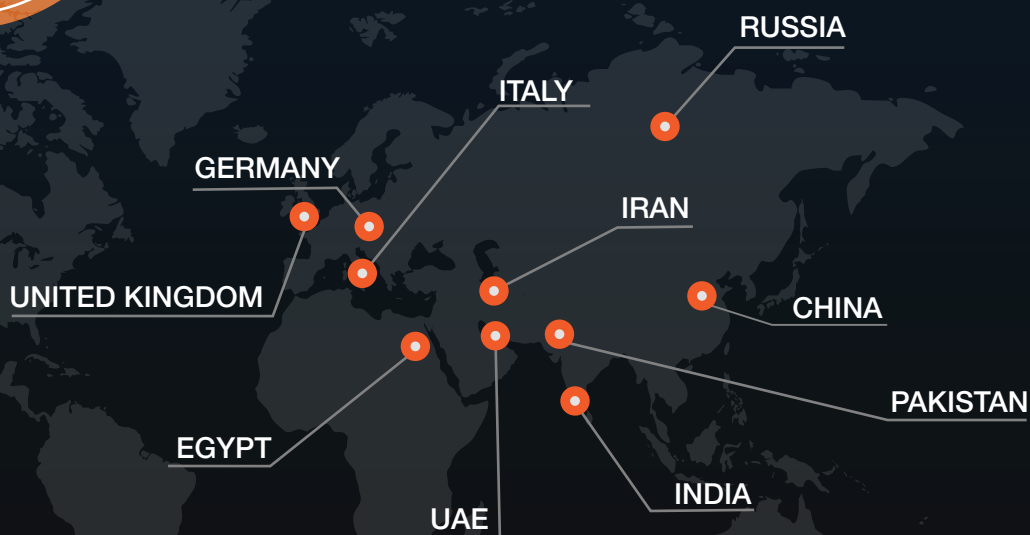 RUSSIA
ITALY
GERMANY
IRAN
UNITED KINGDOM
CHINA
PAKISTAN
EGYPT
INDIA
UAE